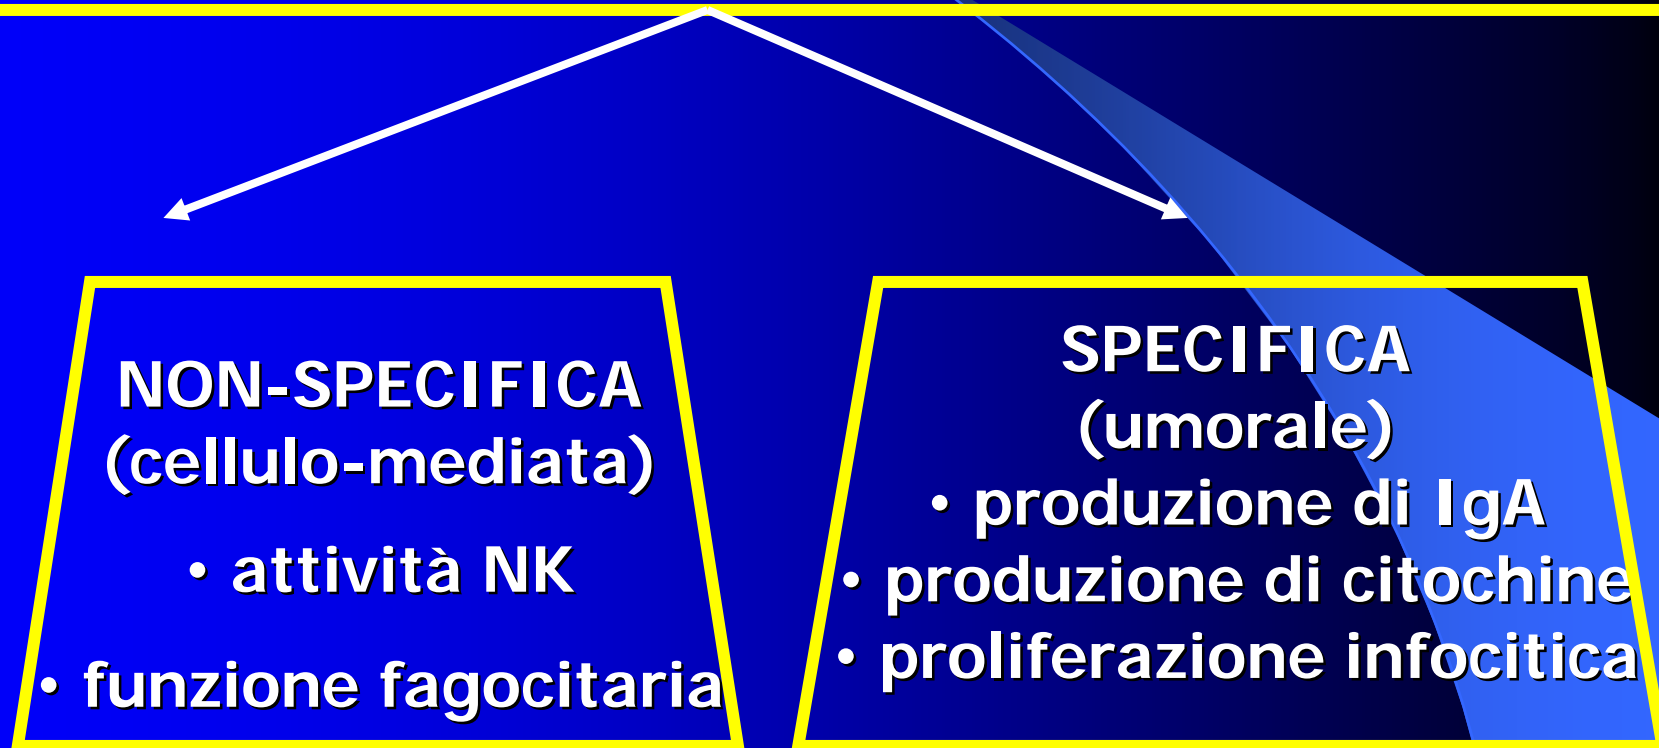 NON-SPECIFICA
(cellulo-mediata)
• attività NK
• funzione fagocitaria
SPECIFICA
(umorale)
• produzione di IgA
• produzione di citochine
• proliferazione infocitica